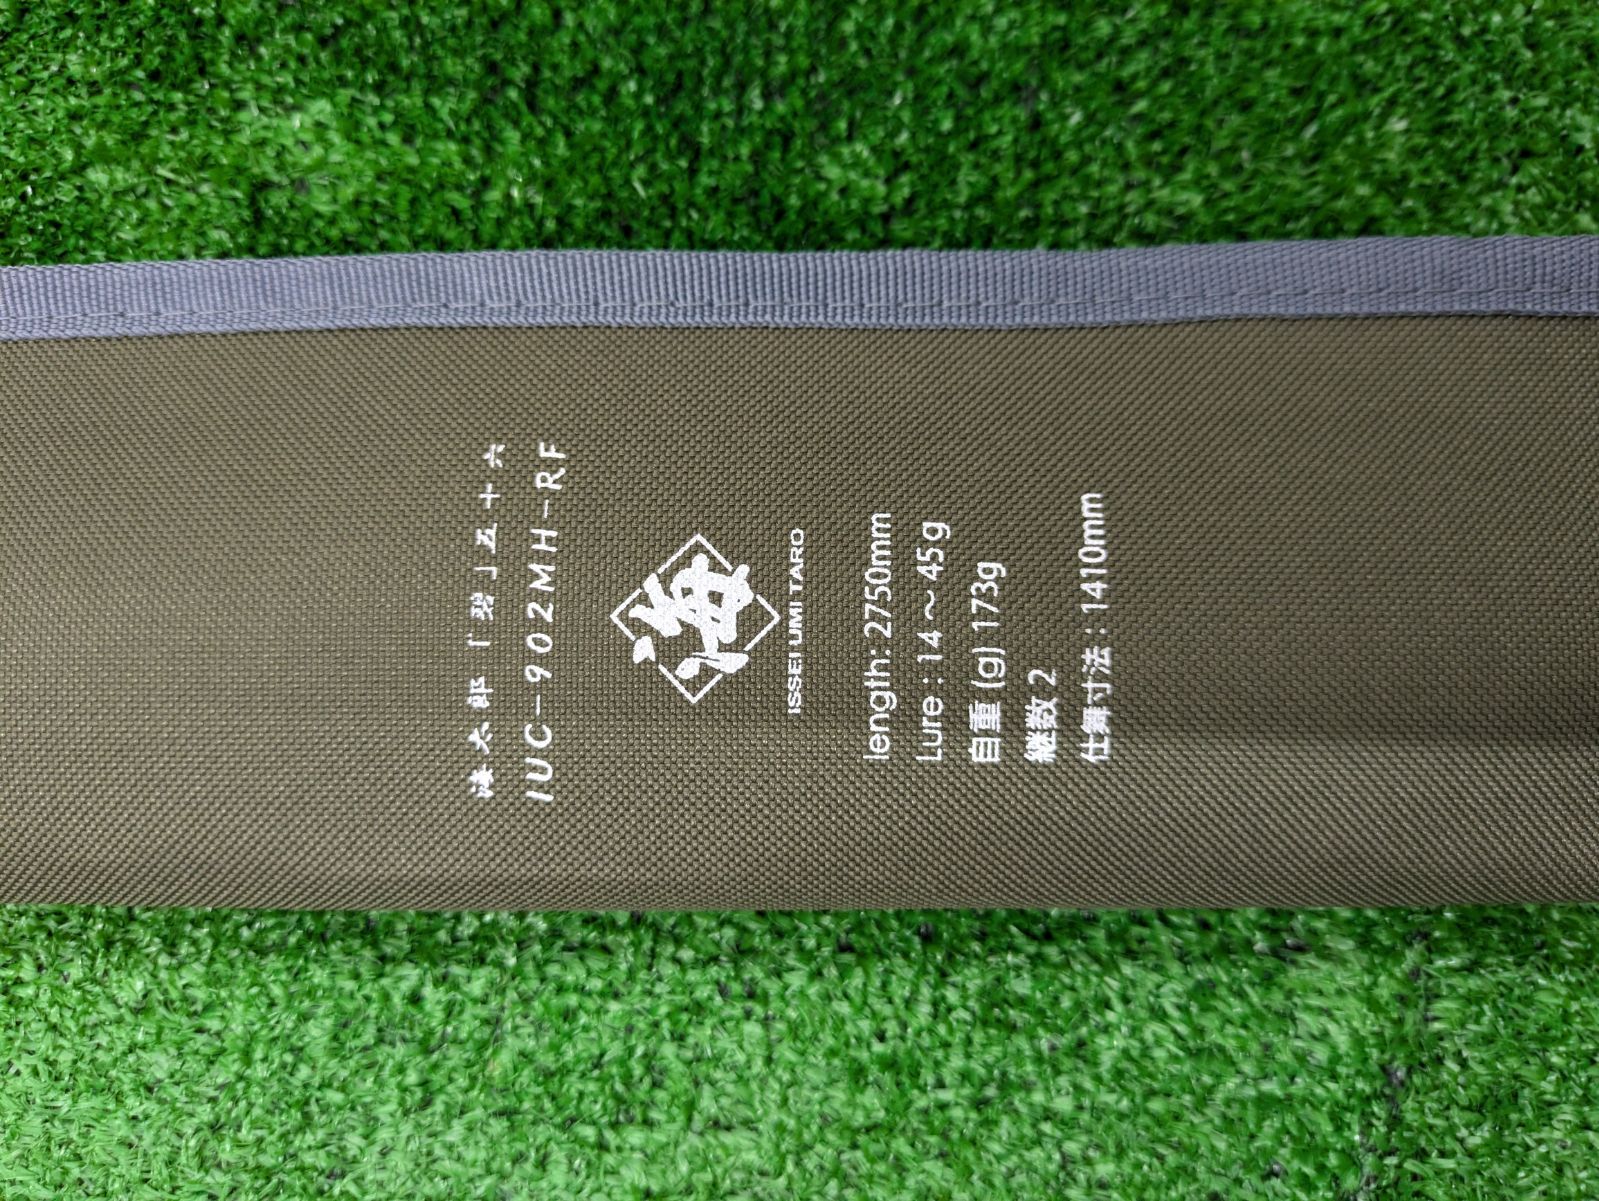 海太郎「碧」五十六
IUC-902MH-RF
海
ISSEI UMI TARO
length: 2750mm
Lure : 14～45g
自重 (g) 173g
継数 2
仕舞寸法 : 1410mm